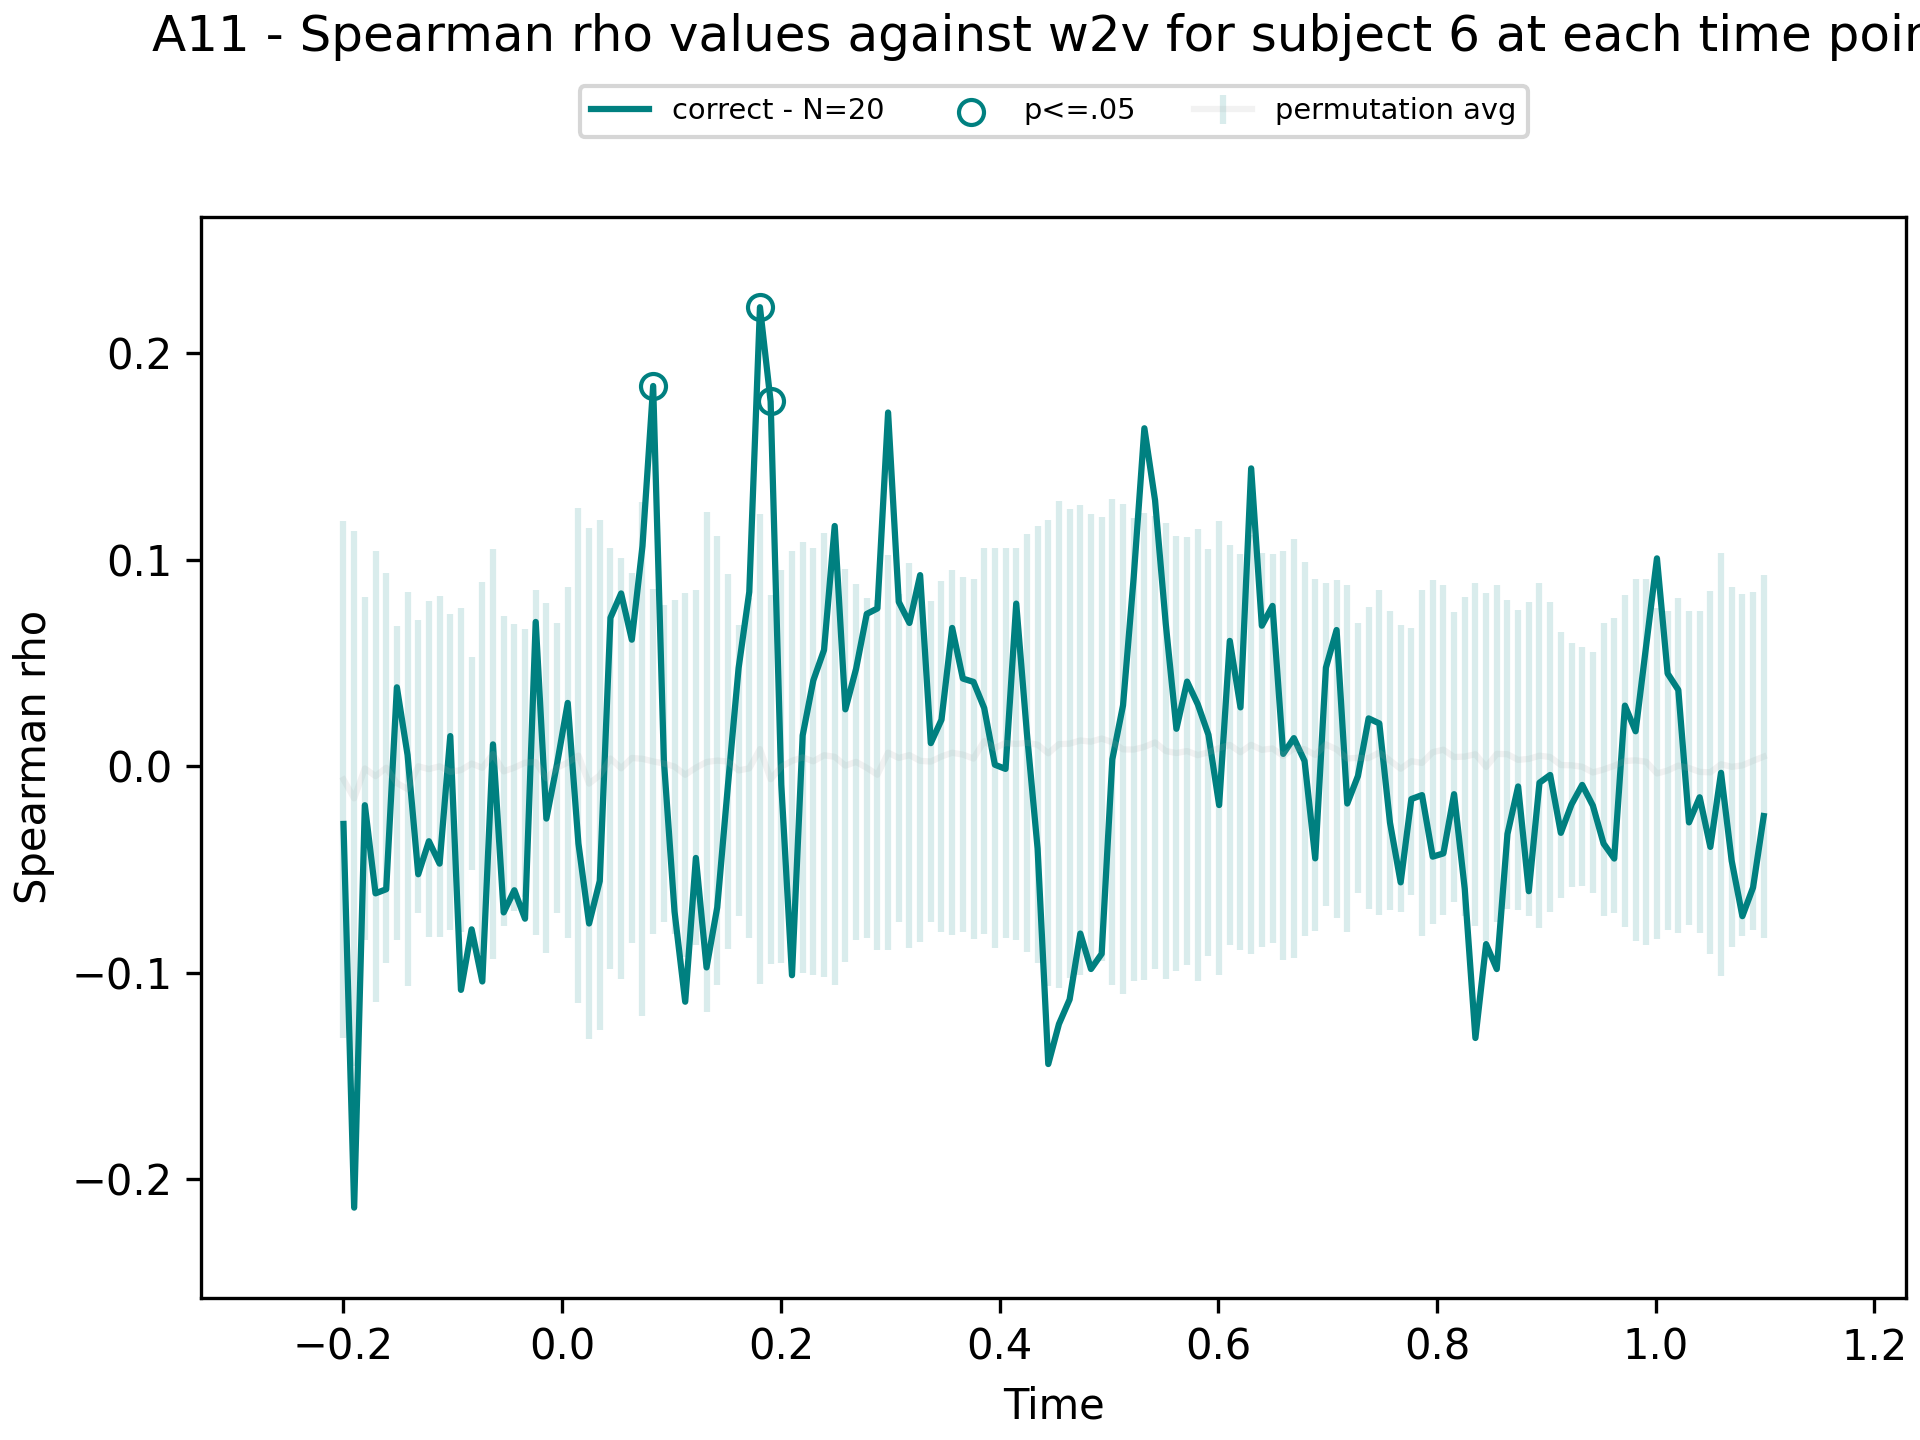 A11 - Spearman rho values against w2v for subject 6 at each time
correct - N=20 p<=.05 permutation avg
Spearman rho
0.2
0.1
0.0
−0.1
−0.2
−0.2 0.0 0.2 0.4 0.6 0.8 1.0 1.2
Time